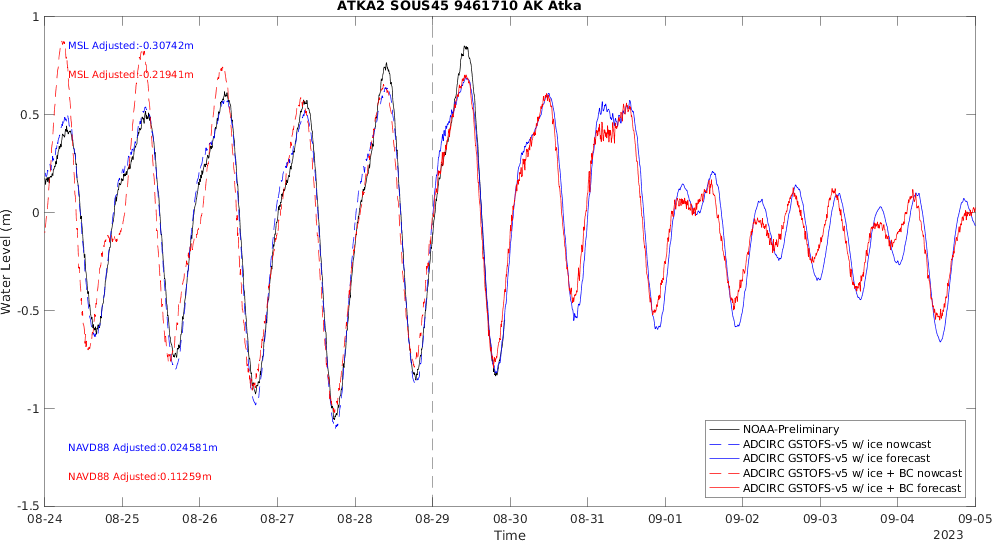 ATKA2 SOUS45 9461710 AK Atka
1
MSL Adjusted:-0.30742m
MSL Adjusted:-0.21941m
0.5
0
Water Level (m)
-0.5
-1
NAVD88 Adjusted:0.024581m
NAVD88 Adjusted:0.11259m
-1.5
NOAA-Preliminary
ADCIRC GSTOFS-v5 w/ ice nowcast
ADCIRC GSTOFS-v5 w/ ice forecast
ADCIRC GSTOFS-v5 w/ ice + BC nowcast
ADCIRC GSTOFS-v5 w/ ice + BC forecast
08-24 08-25 08-26 08-27 08-28 08-29 08-30 08-31 09-01 09-02 09-03 09-04 09-05
Time
2023